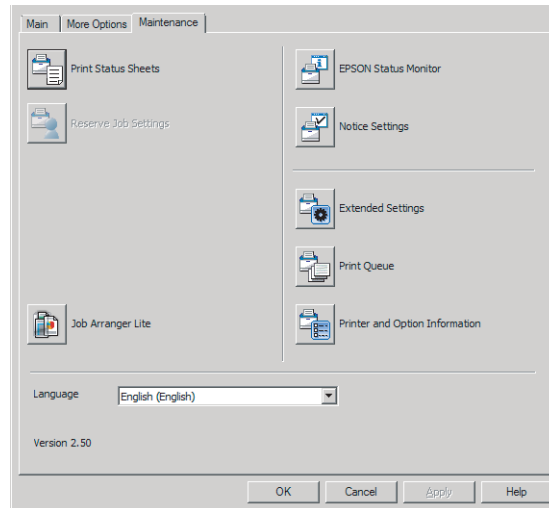 Main
More Options
Maintenance
Print Status Sheets
EPSON Status Monitor
Reserve Job Settings
Notice Settings
Extended Settings
Print Queue
Job Arranger Lite
Printer and Option Information
Language
English (English)
Version 2.50
OK
Cancel
Apply
Help